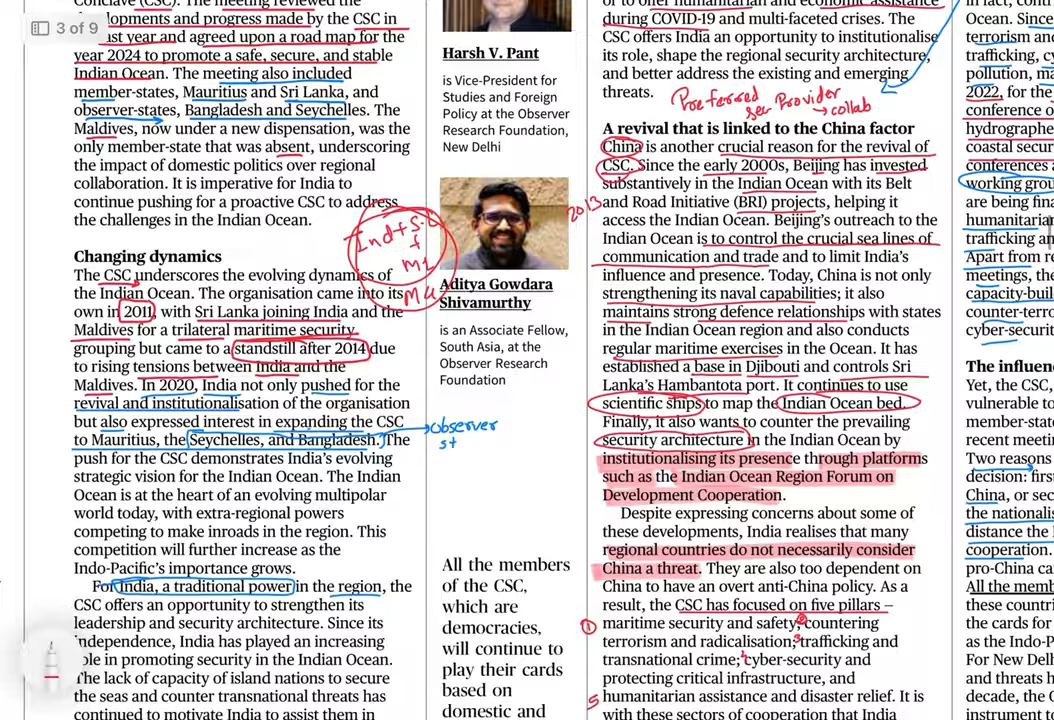 3 of 9
Conclave (CSC). The meeting reviewed the
developments and progress made by the CSC in
last year and agreed upon a road map for the
year 2024 to promote a safe, secure, and stable
Indian Ocean. The meeting also included
member-states, Mauritius and Sri Lanka, and
observer-states, Bangladesh and Seychelles. The
Maldives, now under a new dispensation, was the
only member-state that was absent, underscoring
the impact of domestic politics over regional
collaboration. It is imperative for India to
continue pushing for a proactive CSC to address
the challenges in the Indian Ocean.
Changing dynamics
The CSC underscores the evolving dynamics of
the Indian Ocean. The organisation came into its
own in 2011, with Sri Lanka joining India and the
Maldives for a trilateral maritime security
grouping but came to a standstill after 2014 due
to rising tensions between India and the
Maldives. In 2020, India not only pushed for the
revival and institutionalisation of the organisation
but also expressed interest in expanding the CSC
to Mauritius, the Seychelles, and Bangladesh. The
push for the CSC demonstrates India's evolving
strategic vision for the Indian Ocean. The Indian
Ocean is at the heart of an evolving multipolar
world today, with extra-regional powers
competing to make inroads in the region. This
competition will further increase as the
Indo-Pacific's importance grows.
For India, a traditional power in the region, the
CSC offers an opportunity to strengthen its
leadership and security architecture. Since its
independence, India has played an increasing
role in promoting security in the Indian Ocean.
The lack of capacity of island nations to secure
the seas and counter transnational threats has
continued to motivate India to assist them in
Ind + S.L
+
M1
Ma
observer
st
Harsh V. Pant
is Vice-President for
Studies and Foreign
Policy at the Observer
Research Foundation,
New Delhi
Aditya Gowdara
Shivamurthy
is an Associate Fellow,
South Asia, at the
Observer Research
Foundation
All the members
of the CSC,
which are
democracies,
will continue to
play their cards
based on
domestic and
or to offer humanitarian and economic assistance
during COVID-19 and multi-faceted crises. The
CSC offers India an opportunity to institutionalise
its role, shape the regional security architecture,
and better address the existing and emerging
threats.
Preferred
sec Provider
→ collab
A revival that is linked to the China factor
China is another crucial reason for the revival of
CSC. Since the early 2000s, Beijing has invested
substantively in the Indian Ocean with its Belt
and Road Initiative (BRI) projects, helping it
2013
access the Indian Ocean. Beijing's outreach to the
Indian Ocean is to control the crucial sea lines of
communication and trade and to limit India's
influence and presence. Today, China is not only
strengthening its naval capabilities; it also
maintains strong defence relationships with states
in the Indian Ocean region and also conducts
regular maritime exercises in the Ocean. It has
established a base in Djibouti and controls Sri
Lanka's Hambantota port. It continues to use
scientific ships to map the Indian Ocean bed.
Finally, it also wants to counter the prevailing
security architecture in the Indian Ocean by
institutionalising its presence through platforms
such as the Indian Ocean Region Forum on
Development Cooperation.
Despite expressing concerns about some of
these developments, India realises that many
regional countries do not necessarily consider
China a threat. They are also too dependent on
China to have an overt anti-China policy. As a
result, the CSC has focused on five pillars –
1 maritime security and safety; 2 countering
terrorism and radicalisation; 3 trafficking and
transnational crime; 4 cyber-security and
protecting critical infrastructure, and
5 humanitarian assistance and disaster relief. It is
with these sectors of cooperation that India
in fact, cont
Ocean. Since
terrorism an
trafficking, cy
pollution, ma
2022, for the
conference o
hydrographe
coastal secur
conferences a
working grou
are being fina
humanitaria
trafficking an
Apart from re
meetings, the
capacity-buil
counter-terro
cyber-securit
The influen
Yet, the CSC,
vulnerable to
member-state
recent meetin
Two reasons
decision: first
China, or sec
the nationalis
distance the I
cooperation.
pro-China ca
All the memb
these countri
the cards for
as the Indo-P
For New Delh
and threats h
decade, the C
instrument t